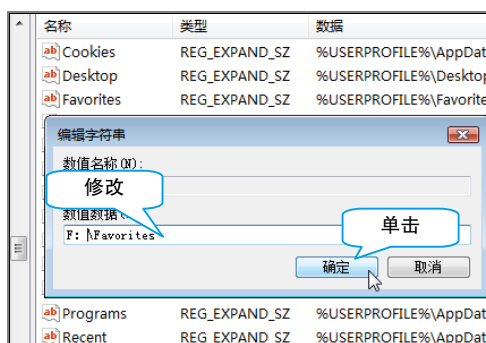 名称 类型 数据
Cookies REG_EXPAND_SZ %USERPROFILE%\AppDat
Desktop REG_EXPAND_SZ %USERPROFILE%\Desktop
Favorites REG_EXPAND_SZ %USERPROFILE%\Favorite
编辑字符串
数值名称(N):
修改
数值数据
单击
F: \Favorites
确定 取消
Programs REG_EXPAND_SZ %USERPROFILE%\AppDat
Recent REG_EXPAND_SZ %USERPROFILE%\AppDat